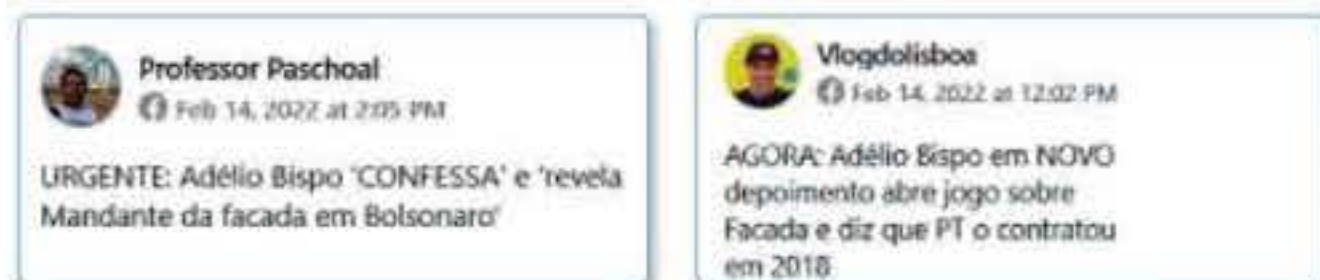 Professor Paschoal
Feb 14, 2022 at 2:05 PM
URGENTE: Adélio Bispo 'CONFESSA' e 'revela
Mandante da facada em Bolsonaro'
Vlogdolisboa
Feb 14, 2022 at 12:02 PM
AGORA: Adélio Bispo em NOVO
depoimento abre jogo sobre
Facada e diz que PT o contratou
em 2018